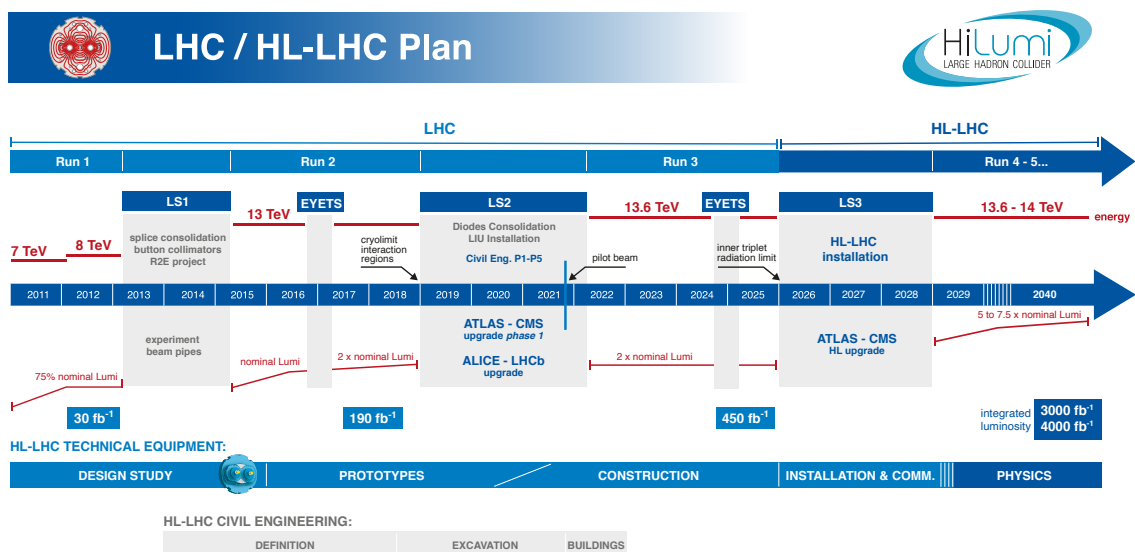 LHC / HL-LHC Plan
HiLumi
LARGE HADRON COLLIDER
LHC
HL-LHC
Run 1
Run 2
Run 3
Run 4 - 5...
LS1
EYETS
LS2
EYETS
LS3
7 TeV
8 TeV
13 TeV
13.6 TeV
13.6 - 14 TeV
energy
splice consolidation
button collimators
R2E project
cryolimit
interaction
regions
Diodes Consolidation
LIU Installation
Civil Eng. P1-P5
pilot beam
inner triplet
radiation limit
HL-LHC
installation
2011 2012 2013 2014 2015 2016 2017 2018 2019 2020 2021 2022 2023 2024 2025 2026 2027 2028 2029 2040
experiment
beam pipes
ATLAS - CMS
upgrade phase 1
ALICE - LHCb
upgrade
ATLAS - CMS
HL upgrade
75% nominal Lumi
nominal Lumi
2 x nominal Lumi
2 x nominal Lumi
5 to 7.5 x nominal Lumi
30 fb⁻¹
190 fb⁻¹
450 fb⁻¹
integrated
luminosity
3000 fb⁻¹
4000 fb⁻¹
HL-LHC TECHNICAL EQUIPMENT:
DESIGN STUDY
PROTOTYPES
CONSTRUCTION
INSTALLATION & COMM.
PHYSICS
HL-LHC CIVIL ENGINEERING:
DEFINITION
EXCAVATION
BUILDINGS